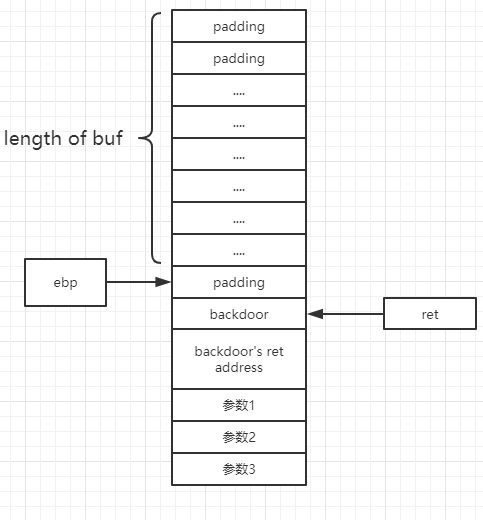 padding
padding
....
....
....
....
....
....
length of buf
ebp
padding
backdoor
ret
backdoor's ret
address
参数1
参数2
参数3